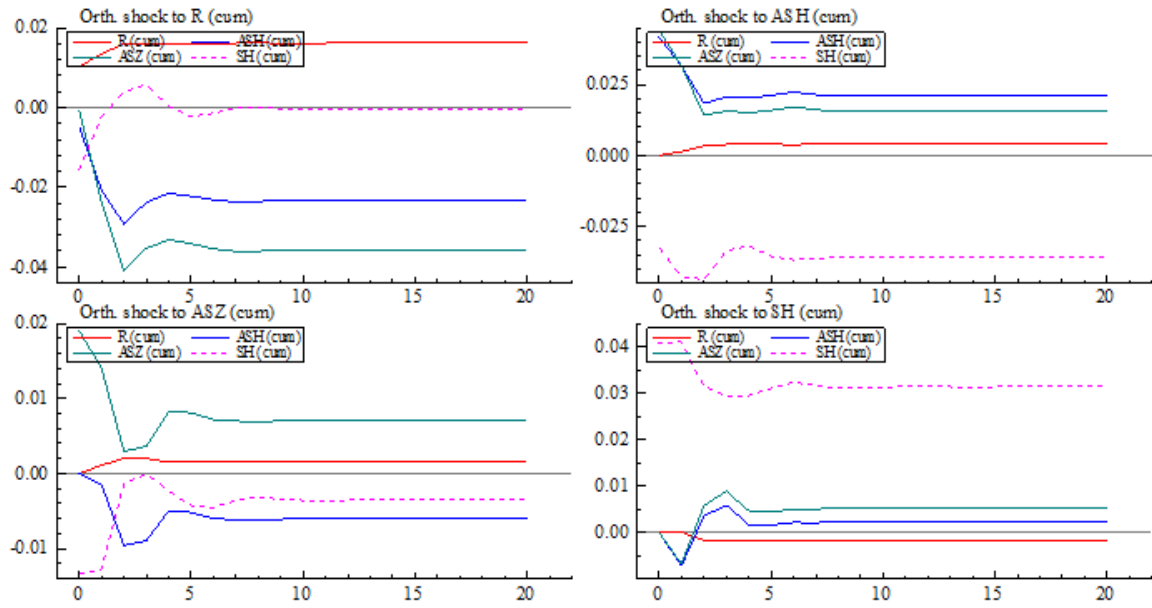 Orth. shock to R (cum)
R (cum) ASH (cum)
ASZ (cum) SH (cum)
0.02
0.00
-0.02
-0.04
0 5 10 15 20
Orth. shock to ASH (cum)
R (cum) ASH (cum)
ASZ (cum) SH (cum)
0.025
0.000
-0.025
0 5 10 15 20
Orth. shock to ASZ (cum)
R (cum) ASH (cum)
ASZ (cum) SH (cum)
0.02
0.01
0.00
-0.01
0 5 10 15 20
Orth. shock to SH (cum)
R (cum) ASH (cum)
ASZ (cum) SH (cum)
0.04
0.03
0.02
0.01
0.00
0 5 10 15 20